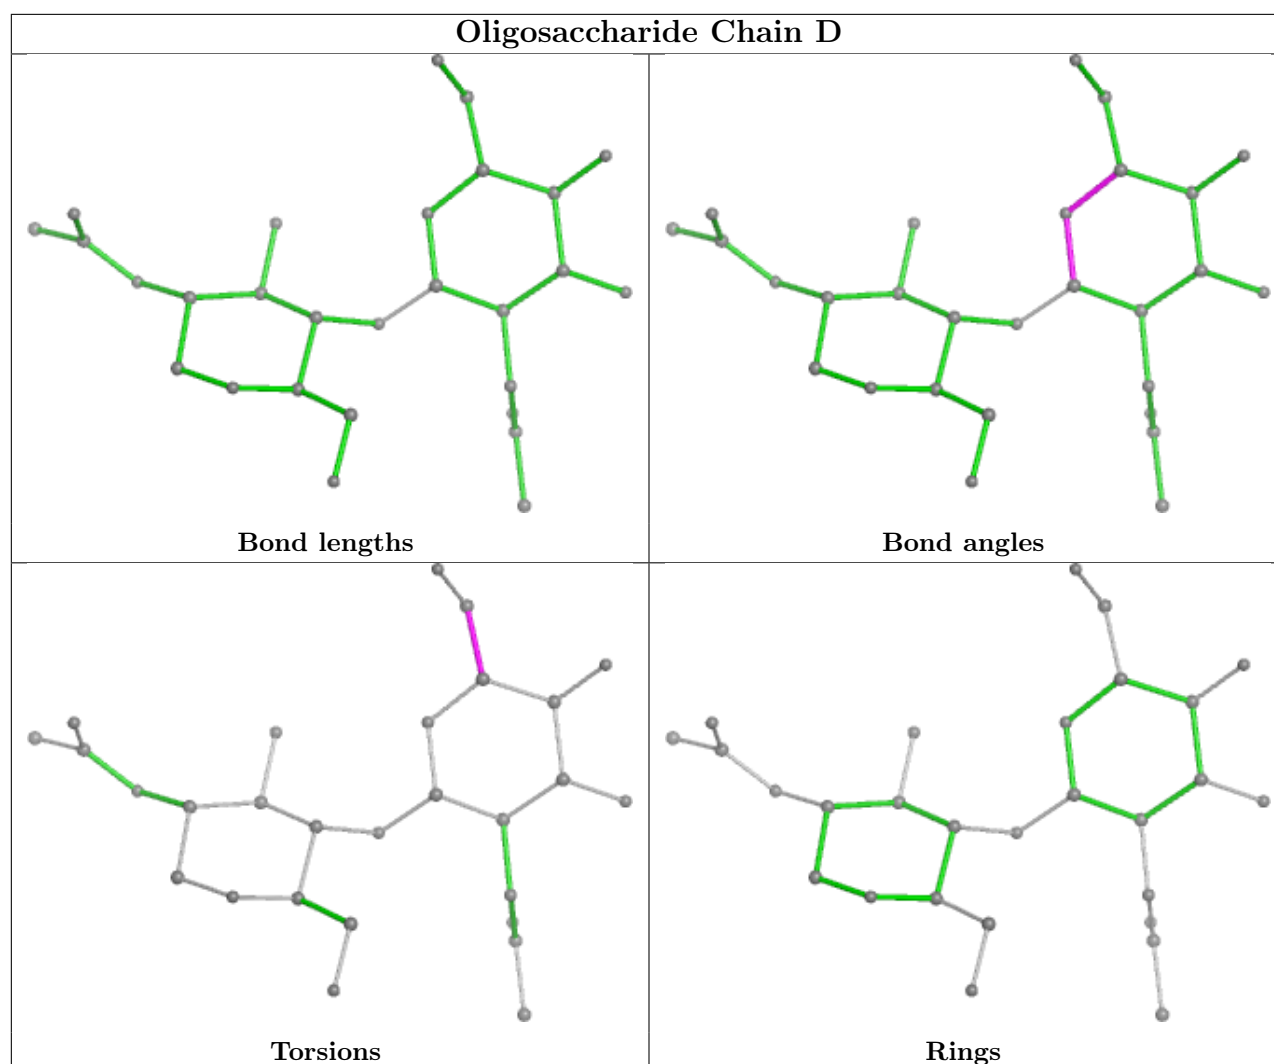 Oligosaccharide Chain D
Bond lengths
Bond angles
Torsions
Rings